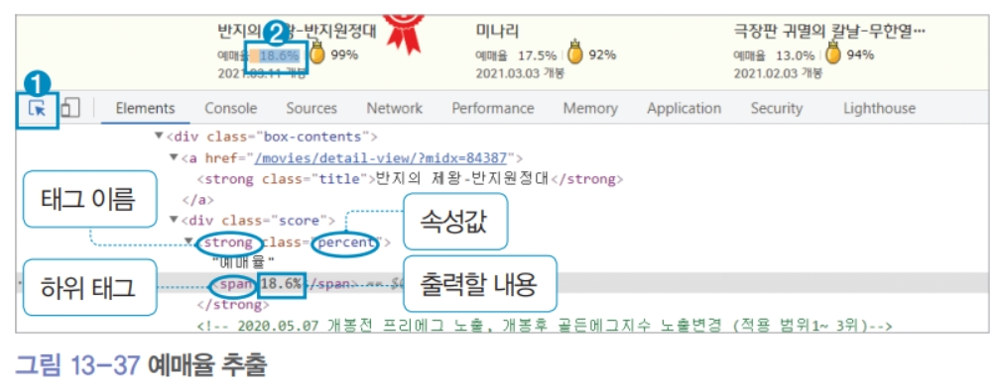 반지의 제왕-반지원정대 미나리 극장판 귀멸의 칼날-무한열…
2 예매율 18.6% 99% 예매율 17.5% 92% 예매율 13.0% 94%
2021.03.11 개봉 2021.03.03 개봉 2021.02.03 개봉
1
Elements Console Sources Network Performance Memory Application Security Lighthouse
▼<div class="box-contents">
▼<a href="/movies/detail-view/?midx=84387">
<strong class="title">반지의 제왕-반지원정대</strong>
태그 이름
</a>
▼<div class="score">
속성값
▼<strong class="percent">
"예매율"
하위 태그
<span>18.6%</span> ==
출력할 내용
</strong>
<!-- 2020.05.07 개봉전 프리에그 노출, 개봉후 골든에그지수 노출변경 (적용 범위1~ 3위)-->
그림 13-37 예매율 추출